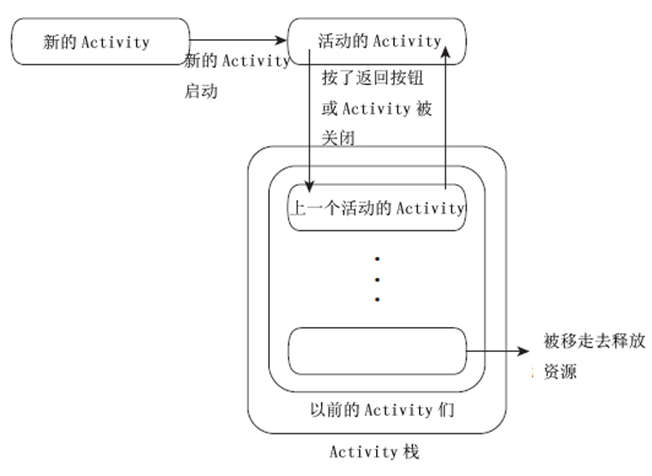 新的 Activity
活动的 Activity
新的 Activity
启动
按了返回按钮
或 Activity 被
关闭
上一个活动的 Activity
被移走去释放
资源
以前的 Activity 们
Activity 栈